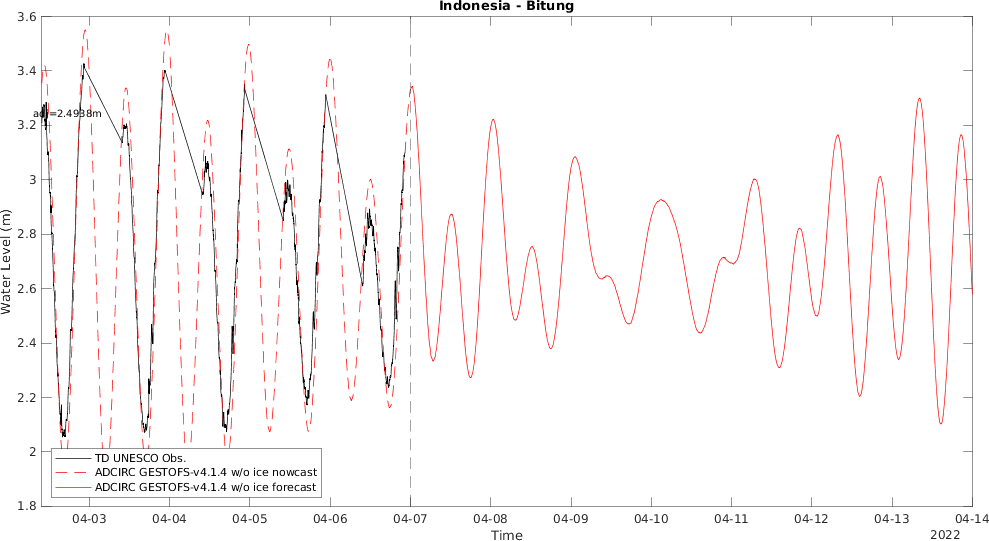 Indonesia - Bitung
3.6
3.4
3.2
3
2.8
2.6
2.4
2.2
2
1.8
Water Level (m)
TD UNESCO Obs.
ADCIRC GESTOFS-v4.1.4 w/o ice nowcast
ADCIRC GESTOFS-v4.1.4 w/o ice forecast
04-03 04-04 04-05 04-06 04-07 04-08 04-09 04-10 04-11 04-12 04-13 04-14
Time
2022